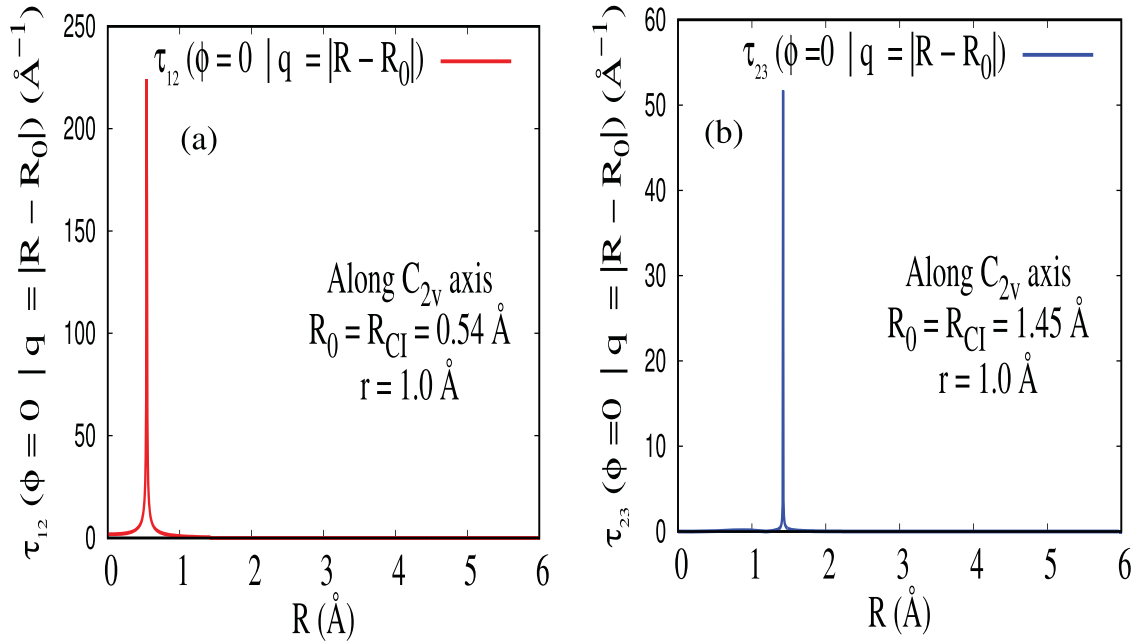 τ₁₂ (ϕ = 0 | q = |R − R₀|) (Å⁻¹)
250
200
150
100
50
0
τ₁₂ (ϕ = 0 | q = |R − R₀|)
(a)
Along C₂ᵥ axis
R₀ = R_CI = 0.54 Å
r = 1.0 Å
0 1 2 3 4 5 6
R (Å)
τ₂₃ (ϕ =0 | q = |R − R₀|) (Å⁻¹)
60
50
40
30
20
10
0
τ₂₃ (ϕ =0 | q = |R − R₀|)
(b)
Along C₂ᵥ axis
R₀ = R_CI = 1.45 Å
r = 1.0 Å
0 1 2 3 4 5 6
R (Å)